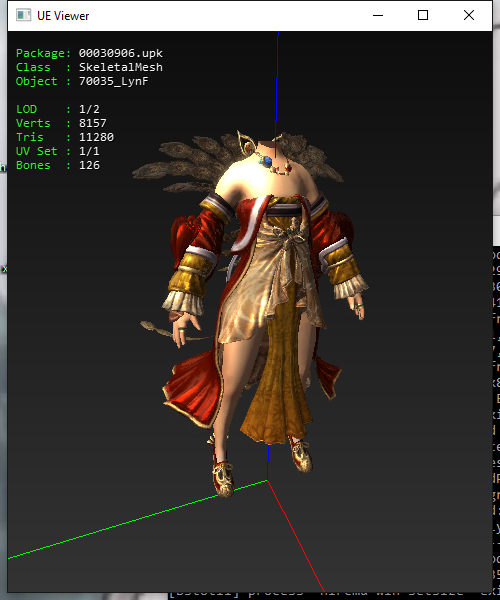 UE Viewer
Package: 00030906.upk
Class : SkeletalMesh
Object : 70035_LynF
LOD : 1/2
Verts : 8157
Tris : 11280
UV Set : 1/1
Bones : 126